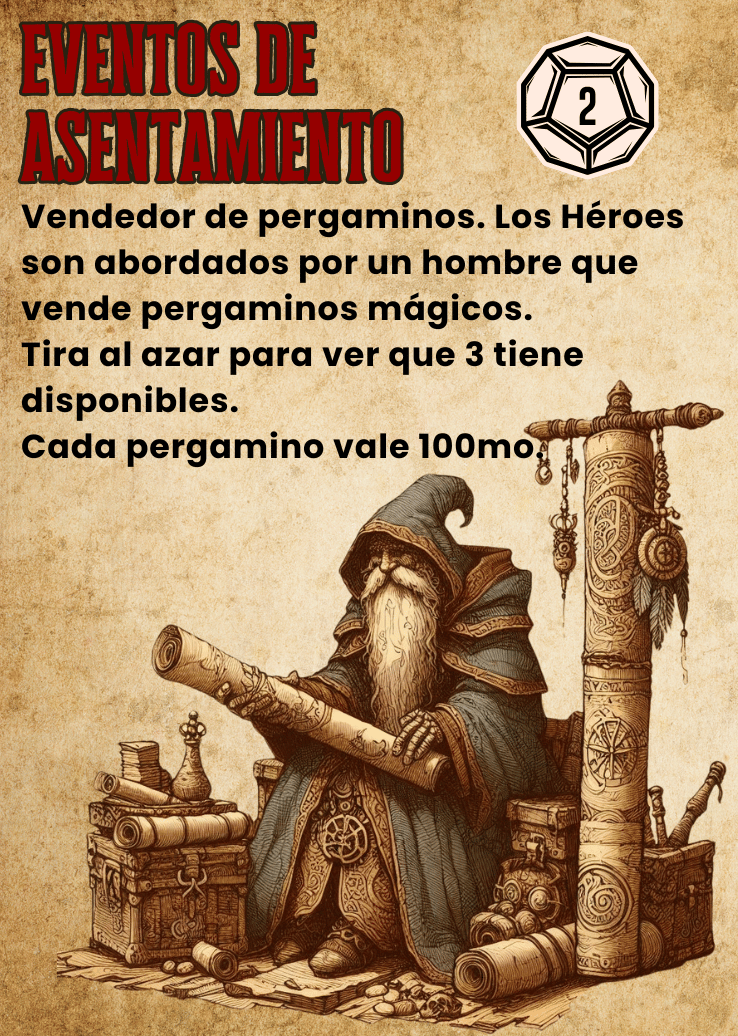 EVENTOS DE
ASENTAMIENTO
2
Vendedor de pergaminos. Los Héroes
son abordados por un hombre que
vende pergaminos mágicos.
Tira al azar para ver que 3 tiene
disponibles.
Cada pergamino vale 100mo.